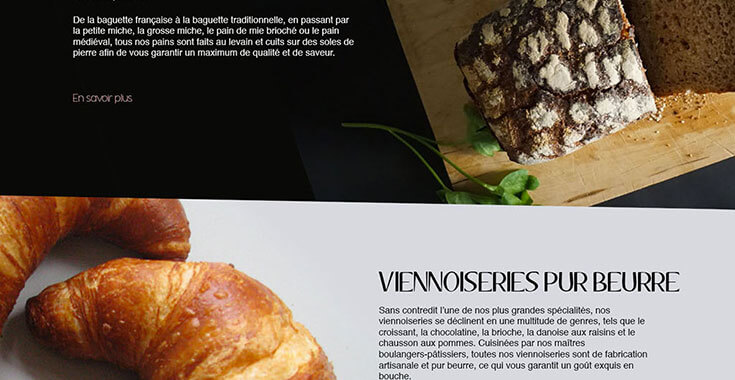 De la baguette française à la baguette traditionnelle, en passant par
la petite miche, la grosse miche, le pain de mie brioché ou le pain
médiéval, tous nos pains sont faits au levain et cuits sur des soles de
pierre afin de vous garantir un maximum de qualité et de saveur.
En savoir plus
VIENNOISERIES PUR BEURRE
Sans contredit l'une de nos plus grandes spécialités, nos
viennoiseries se déclinent en une multitude de genres, tels que le
croissant, la chocolatine, la brioche, la danoise aux raisins et le
chausson aux pommes. Cuisinées par nos maîtres
boulangers-pâtissiers, toutes nos viennoiseries sont de fabrication
artisanale et pur beurre, ce qui vous garantit un goût exquis en
bouche.